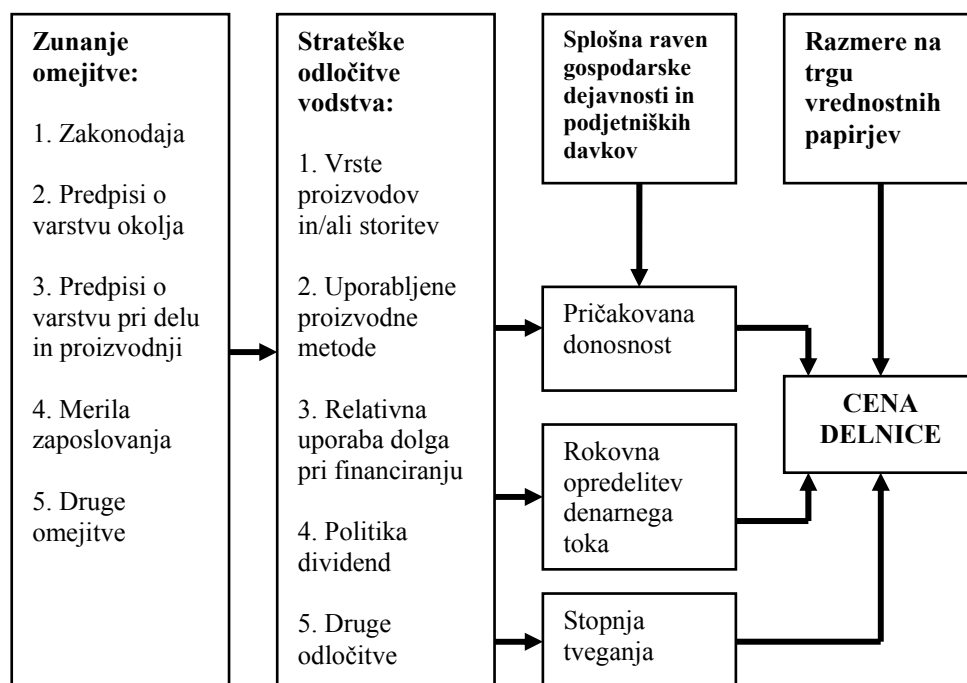 Zunanje
omejitve:
1. Zakonodaja
2. Predpisi o
varstvu okolja
3. Predpisi o
varstvu pri delu
in proizvodnji
4. Merila
zaposlovanja
5. Druge
omejitve
Strateške
odločitve
vodstva:
1. Vrste
proizvodov
in/ali storitev
2. Uporabljene
proizvodne
metode
3. Relativna
uporaba dolga
pri financiranju
4. Politika
dividend
5. Druge
odločitve
Splošna raven
gospodarske
dejavnosti in
podjetniških
davkov
Razmere na
trgu
vrednostnih
papirjev
Pričakovana
donosnost
Rokovna
opredelitev
denarnega
toka
Stopnja
tveganja
CENA
DELNICE